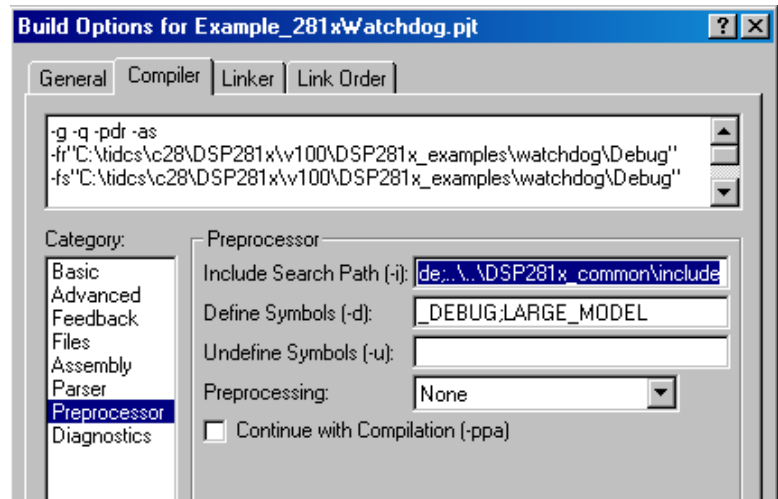 Build Options for Example_281xWatchdog.pjt
General Compiler Linker Link Order
-g -q -pdr -as
-fr"C:\tidcs\c28\DSP281x\v100\DSP281x_examples\watchdog\Debug"
-fs"C:\tidcs\c28\DSP281x\v100\DSP281x_examples\watchdog\Debug"
Category:
Basic
Advanced
Feedback
Files
Assembly
Parser
Preprocessor
Diagnostics
Preprocessor
Include Search Path (-i): de;..\..\DSP281x_common\include
Define Symbols (-d): _DEBUG;LARGE_MODEL
Undefine Symbols (-u):
Preprocessing: None
Continue with Compilation (-ppa)